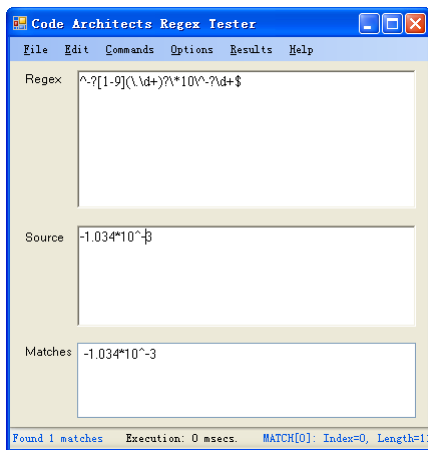 Code Architects Regex Tester
File Edit Commands Options Results Help
Regex
^-?[1-9](\.\d+)?\*10\^-?\d+$
Source
-1.034*10^-3
Matches
-1.034*10^-3
Found 1 matches Execution: 0 msecs. MATCH[0]: Index=0, Length=1